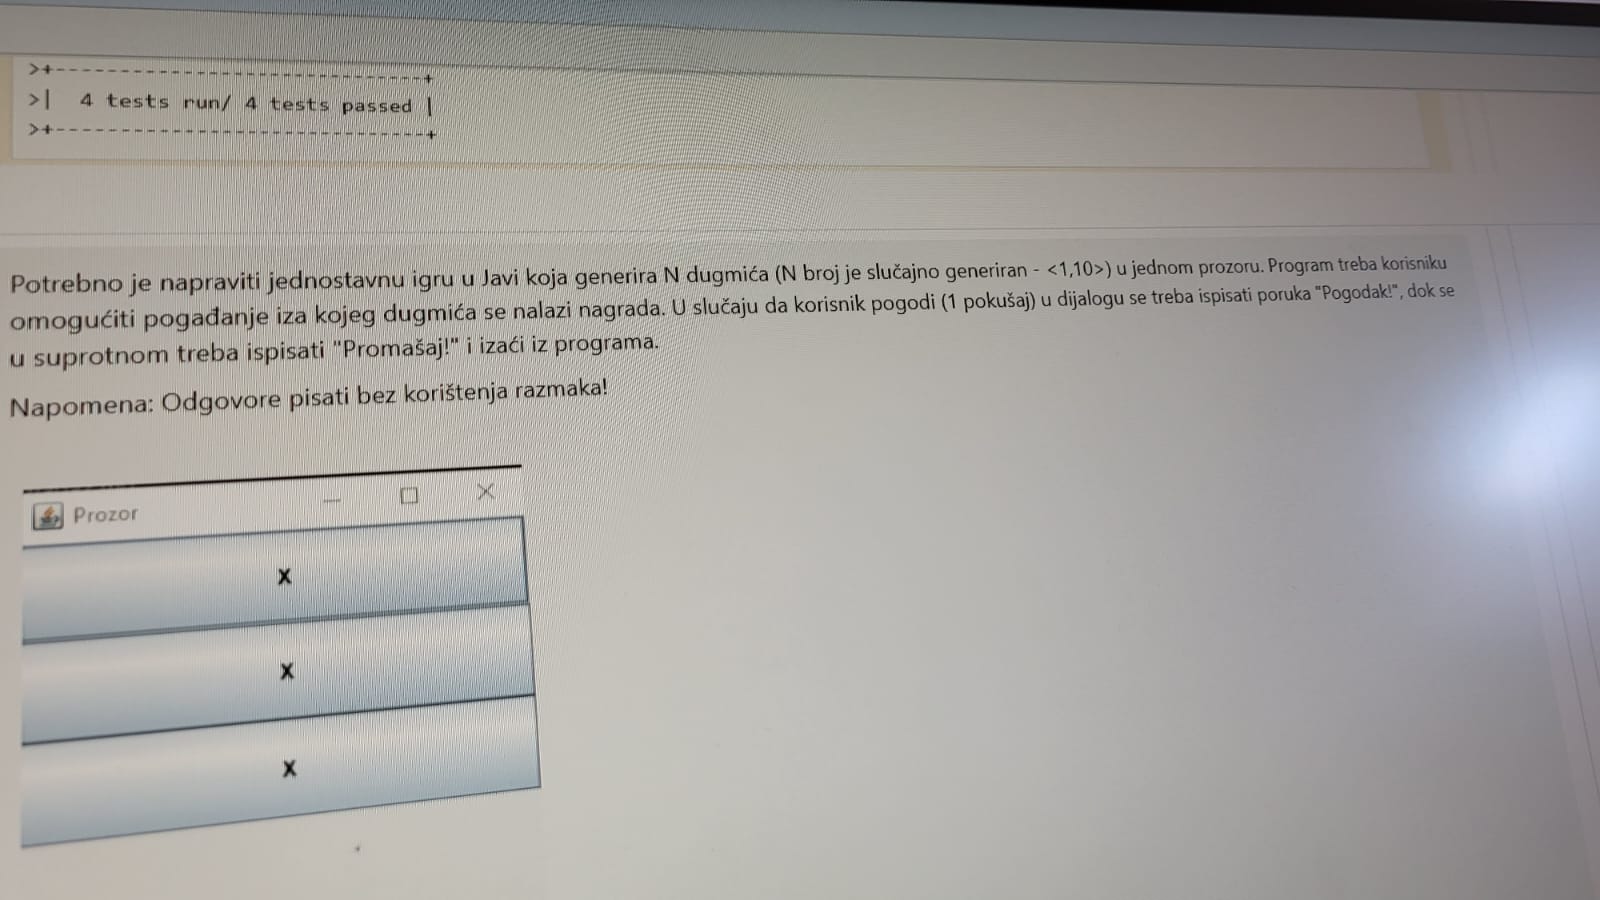 >+-----------------------------+
>|  4 tests run/ 4 tests passed |
>+-----------------------------+
Potrebno je napraviti jednostavnu igru u Javi koja generira N dugmića (N broj je slučajno generiran - <1,10>) u jednom prozoru. Program treba korisniku
omogućiti pogađanje iza kojeg dugmića se nalazi nagrada. U slučaju da korisnik pogodi (1 pokušaj) u dijalogu se treba ispisati poruka "Pogodak!", dok se
u suprotnom treba ispisati "Promašaj!" i izaći iz programa.
Napomena: Odgovore pisati bez korištenja razmaka!
Prozor
X
X
X